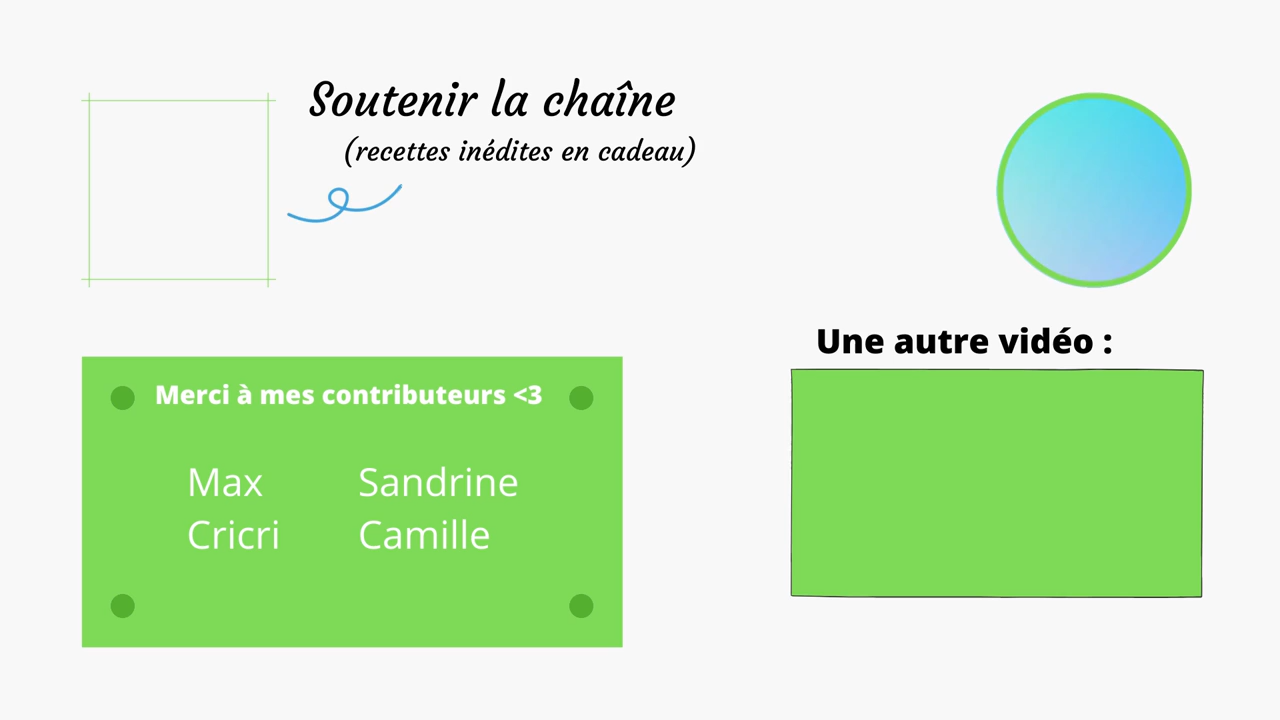 Soutenir la chaîne
(recettes inédites en cadeau)
Merci à mes contributeurs <3
Max Sandrine
Cricri Camille
Une autre vidéo :